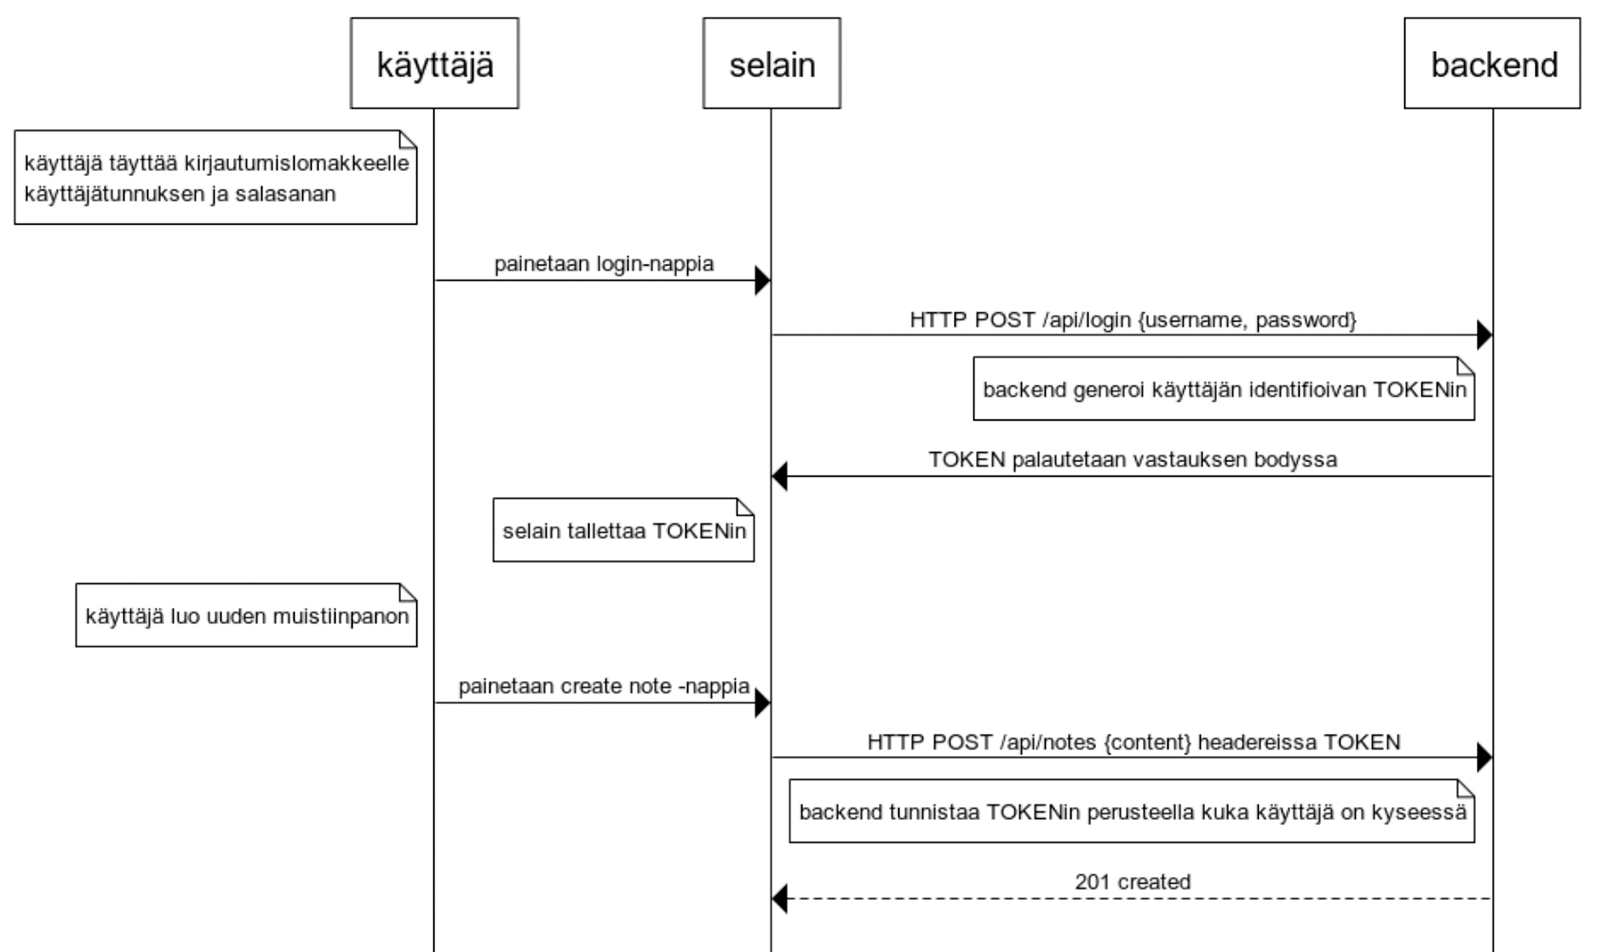 käyttäjä
selain
backend
käyttäjä täyttää kirjautumislomakkeelle
käyttäjätunnuksen ja salasanan
painetaan login-nappia
HTTP POST /api/login {username, password}
backend generoi käyttäjän identifioivan TOKENin
TOKEN palautetaan vastauksen bodyssa
selain tallettaa TOKENin
käyttäjä luo uuden muistiinpanon
painetaan create note -nappia
HTTP POST /api/notes {content} headereissa TOKEN
backend tunnistaa TOKENin perusteella kuka käyttäjä on kyseessä
201 created